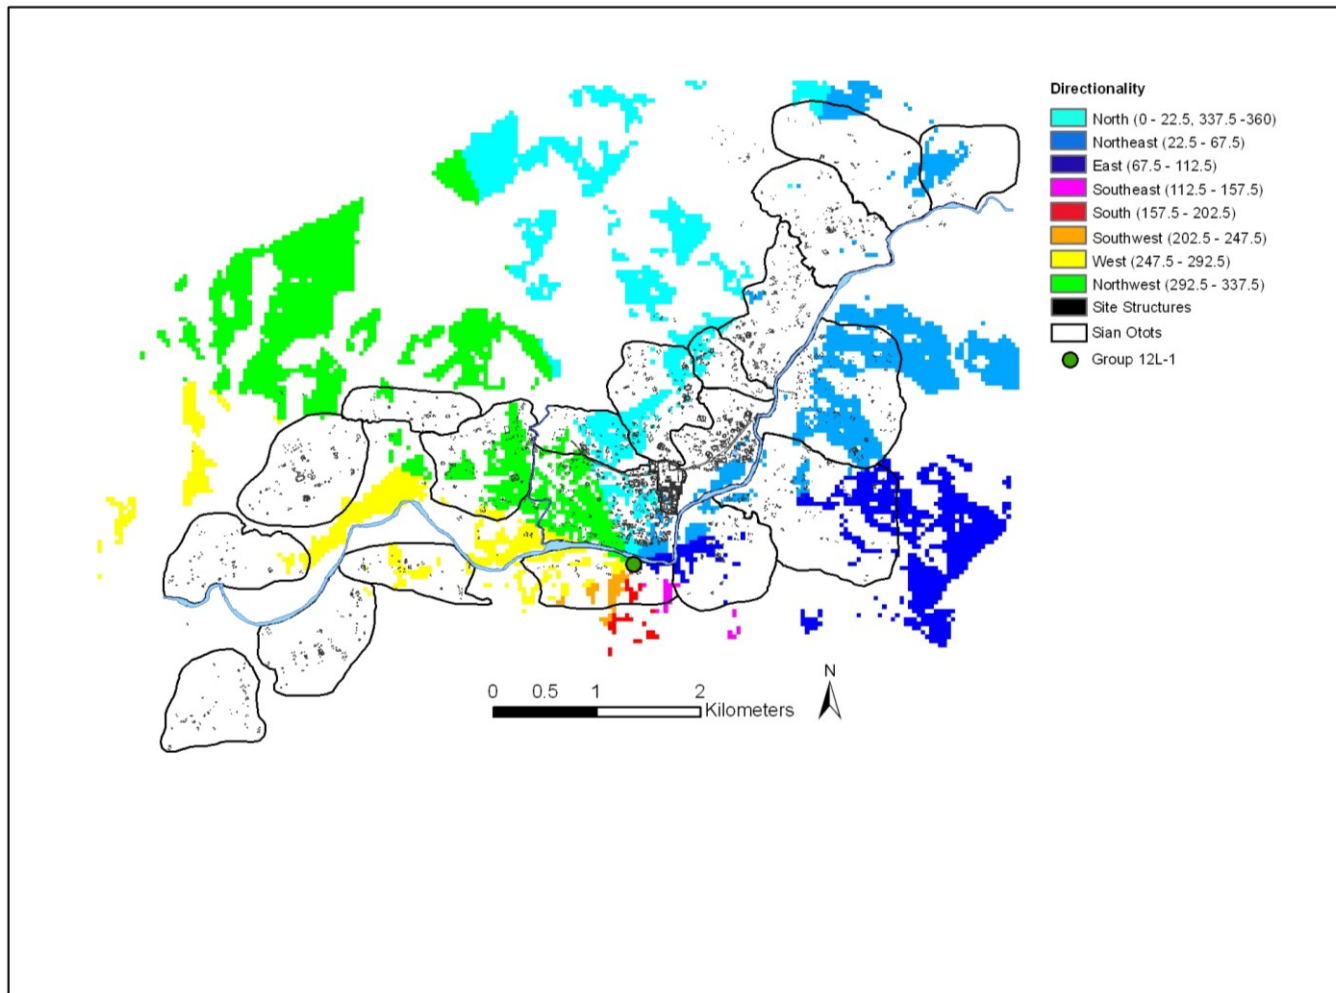 Directionality
North (0 - 22.5, 337.5 -360)
Northeast (22.5 - 67.5)
East (67.5 - 112.5)
Southeast (112.5 - 157.5)
South (157.5 - 202.5)
Southwest (202.5 - 247.5)
West (247.5 - 292.5)
Northwest (292.5 - 337.5)
Site Structures
Sian Otots
Group 12L-1
N
0 0.5 1 2
Kilometers